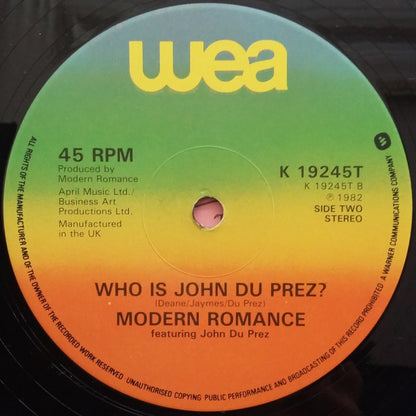 wea
45 RPM
Produced by
Modern Romance
April Music Ltd./
Business Art
Productions Ltd.
Manufactured
in the UK
K 19245T
K 19245T B
℗ 1982
SIDE TWO
STEREO
WHO IS JOHN DU PREZ?
(Deane/Jaymes/Du Prez)
MODERN ROMANCE
featuring John Du Prez
ALL RIGHTS OF THE MANUFACTURER AND OF THE OWNER OF THE RECORDED WORK RESERVED UNAUTHORISED COPYING PUBLIC PERFORMANCE AND BROADCASTING OF THIS RECORD PROHIBITED A WARNER COMMUNICATIONS COMPANY